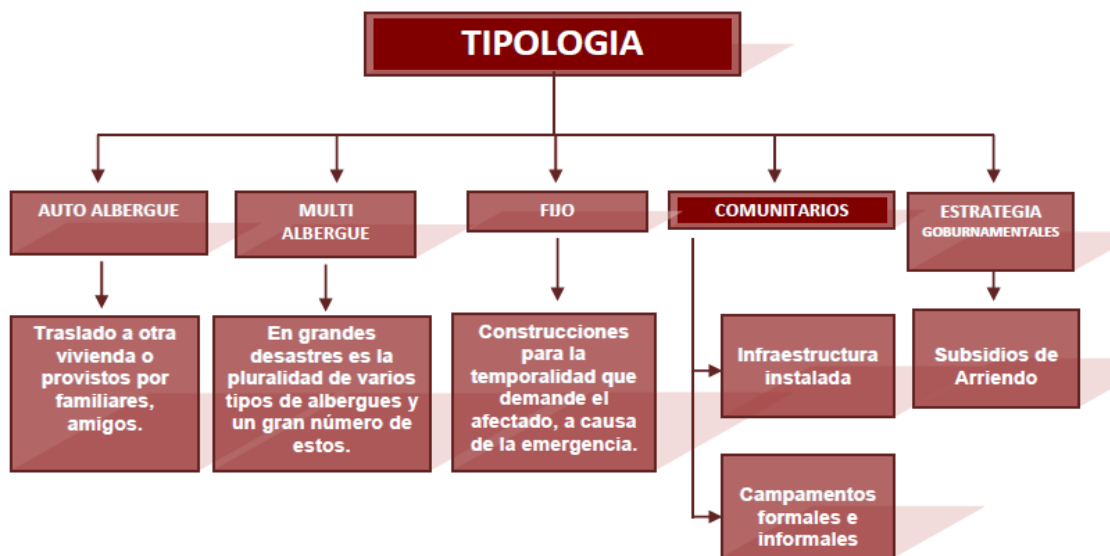 TIPOLOGIA
AUTO ALBERGUE
MULTI
ALBERGUE
FIJO
COMUNITARIOS
ESTRATEGIA
GOBURNAMENTALES
Traslado a otra
vivienda o
provistos por
familiares,
amigos.
En grandes
desastres es la
pluralidad de varios
tipos de albergues y
un gran número de
estos.
Construcciones
para la
temporalidad que
demande el
afectado, a causa
de la emergencia.
Infraestructura
instalada
Subsidios de
Arriendo
Campamentos
formales e
informales